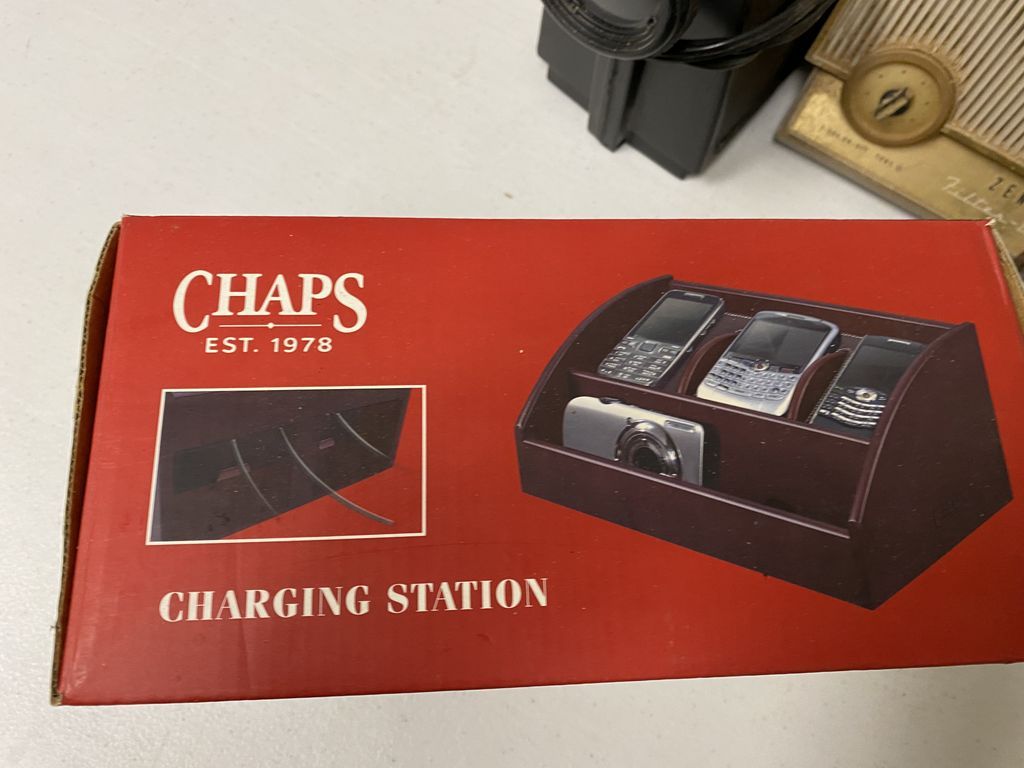 CHAPS
EST. 1978
CHARGING STATION